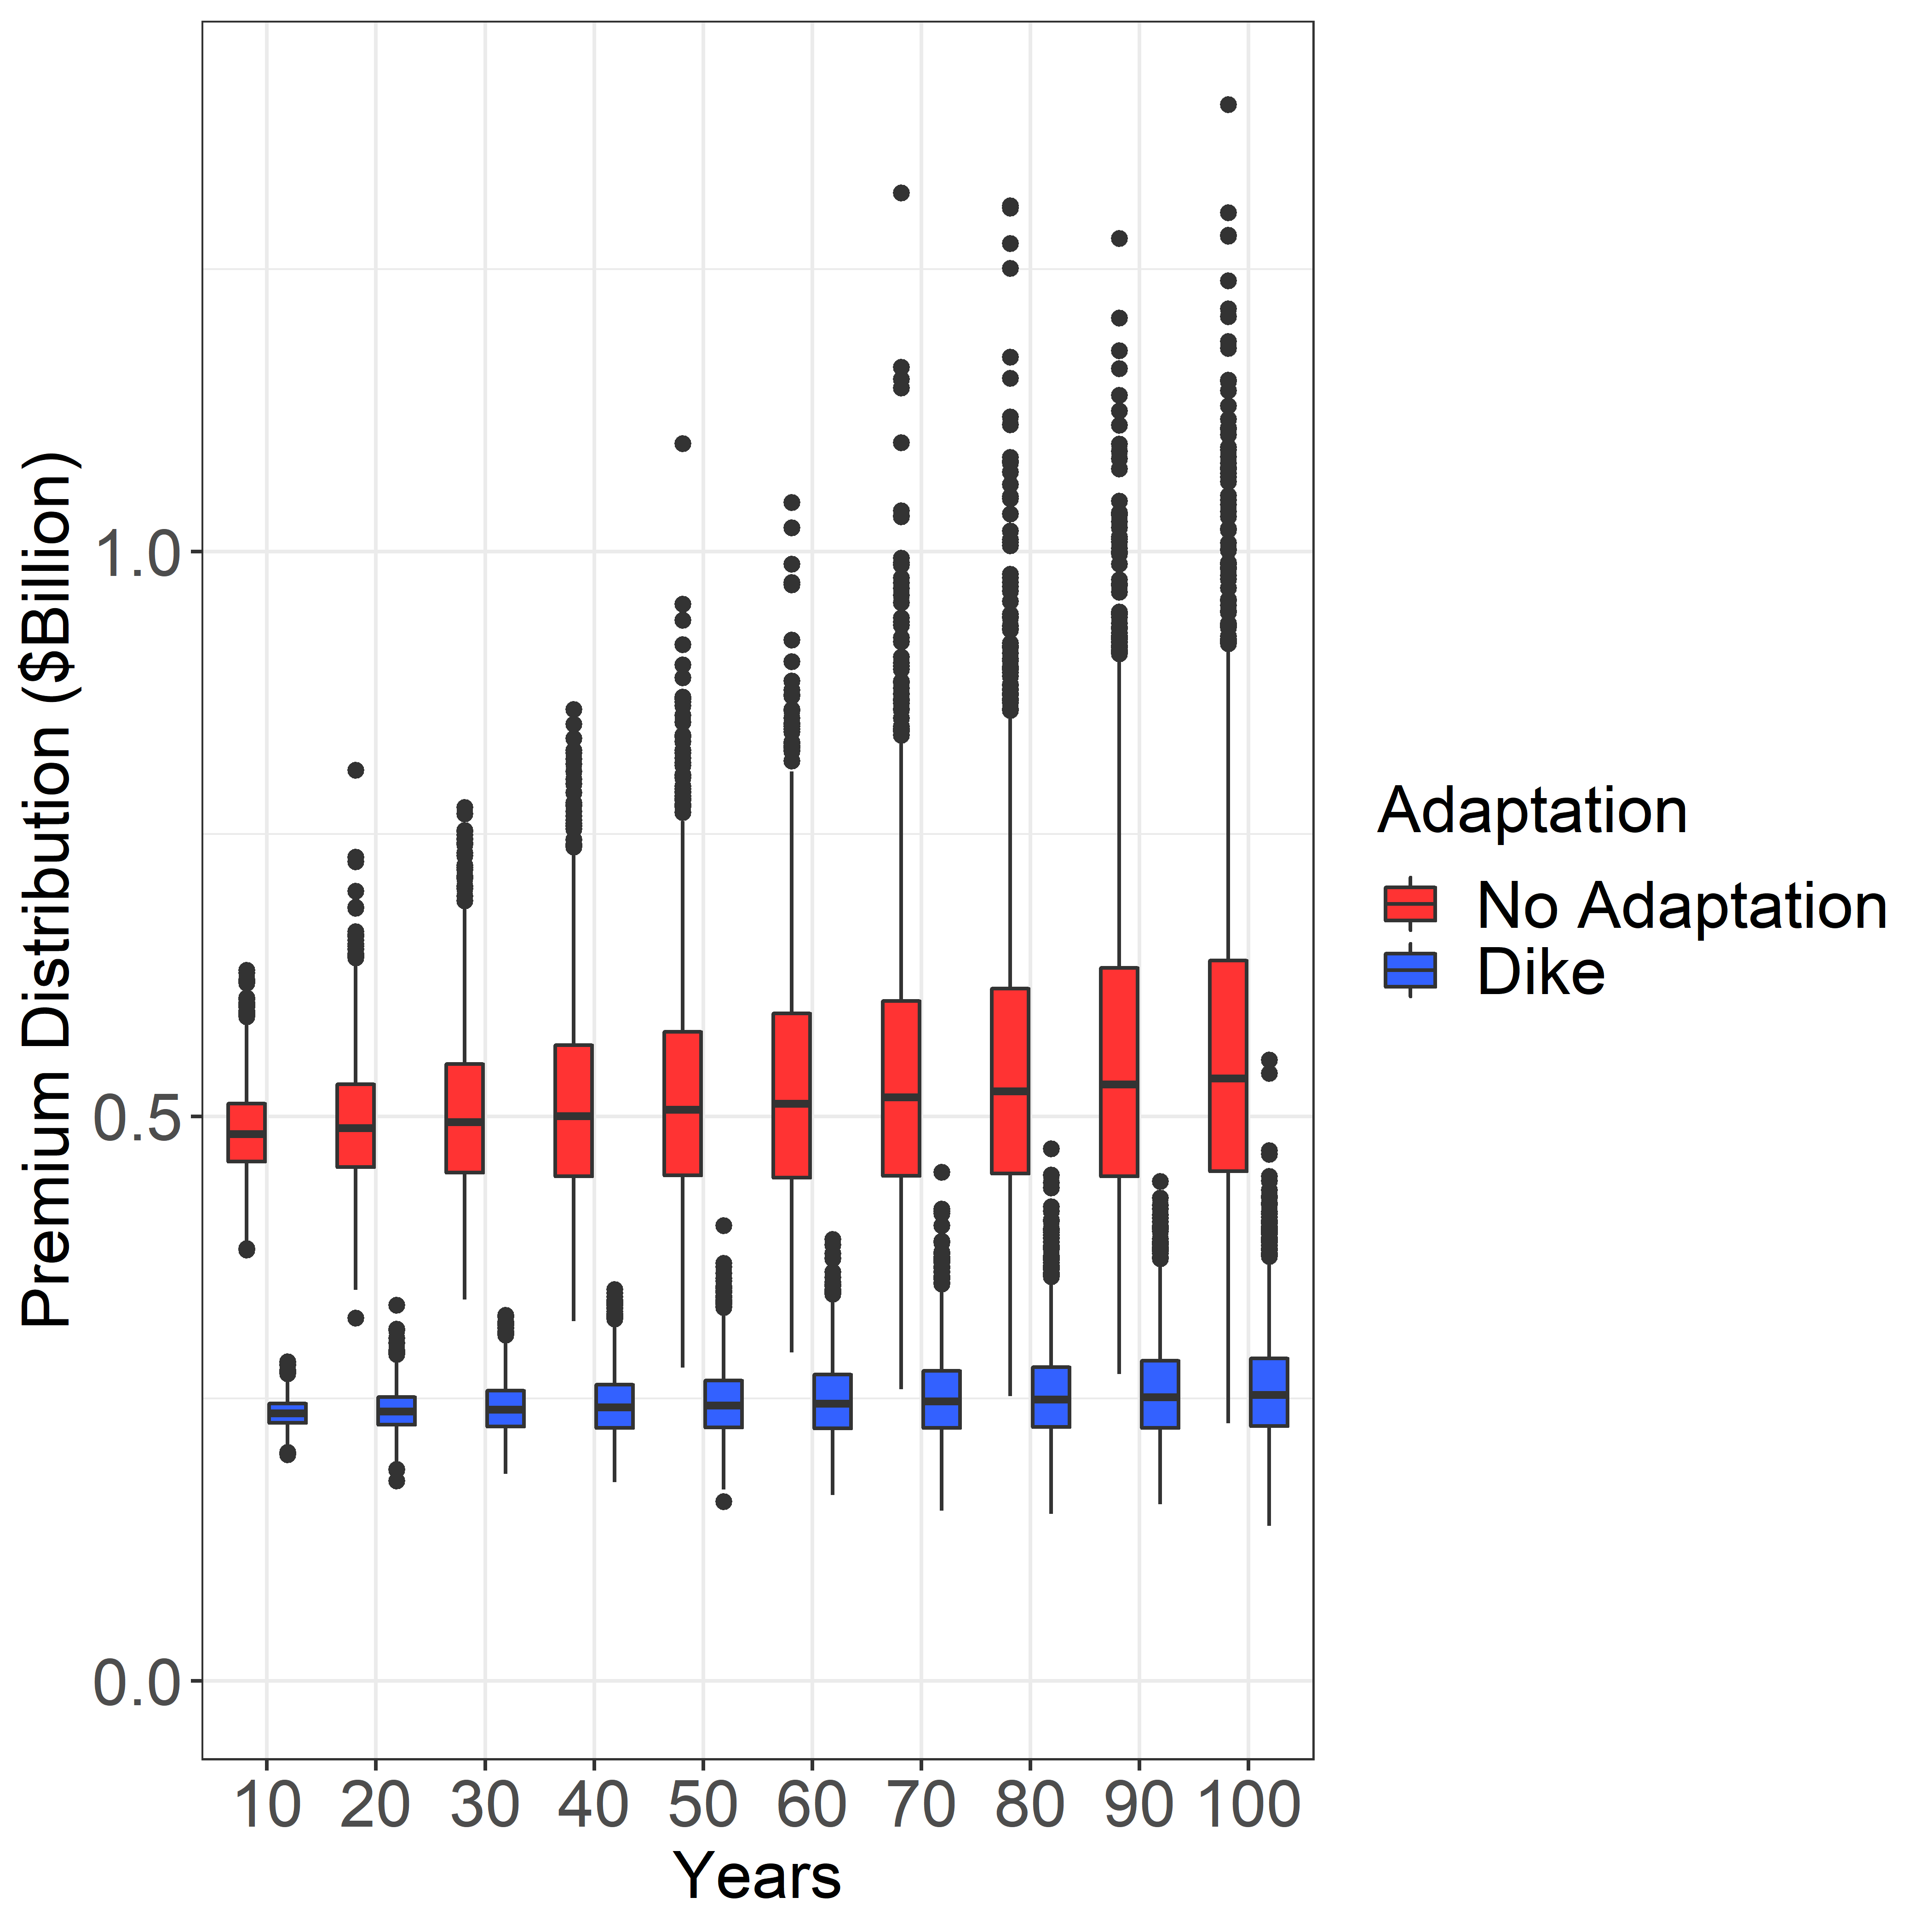 Premium Distribution ($Billion)
1.0
0.5
0.0
10 20 30 40 50 60 70 80 90 100
Years
Adaptation
No Adaptation
Dike